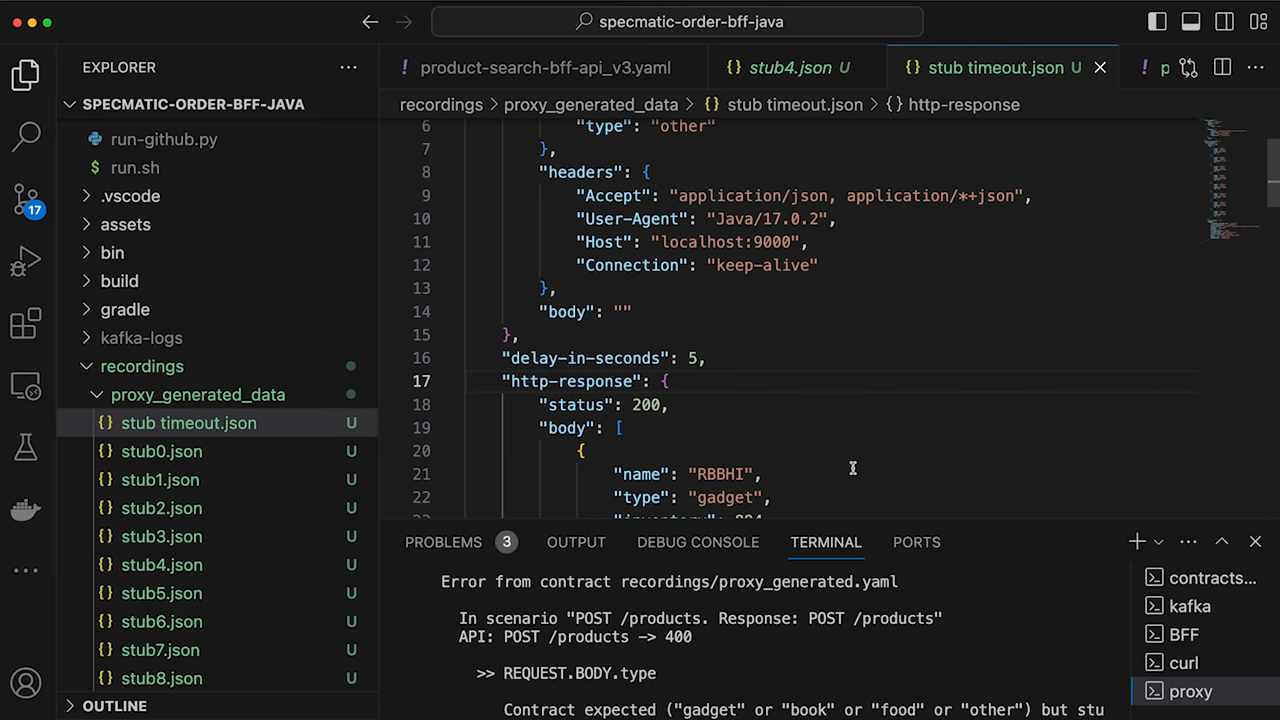 specmatic-order-bff-java
EXPLORER
SPECMATIC-ORDER-BFF-JAVA
run-github.py
$ run.sh
.vscode
assets
bin
build
gradle
kafka-logs
recordings
proxy_generated_data
{} stub timeout.json U
{} stub0.json U
{} stub1.json U
{} stub2.json U
{} stub3.json U
{} stub4.json U
{} stub5.json U
{} stub6.json U
{} stub7.json U
{} stub8.json U
OUTLINE
17
! product-search-bff-api_v3.yaml
{} stub4.json U
{} stub timeout.json U
! p
recordings > proxy_generated_data > {} stub timeout.json > {} http-response
6 "type": "other"
7 },
8 "headers": {
9 "Accept": "application/json, application/*+json",
10 "User-Agent": "Java/17.0.2",
11 "Host": "localhost:9000",
12 "Connection": "keep-alive"
13 },
14 "body": ""
15 },
16 "delay-in-seconds": 5,
17 "http-response": {
18 "status": 200,
19 "body": [
20 {
21 "name": "RBBHI",
22 "type": "gadget",
PROBLEMS 3 OUTPUT DEBUG CONSOLE TERMINAL PORTS
Error from contract recordings/proxy_generated.yaml
In scenario "POST /products. Response: POST /products"
API: POST /products -> 400
>> REQUEST.BODY.type
Contract expected ("gadget" or "book" or "food" or "other") but stu
contracts...
kafka
BFF
curl
proxy